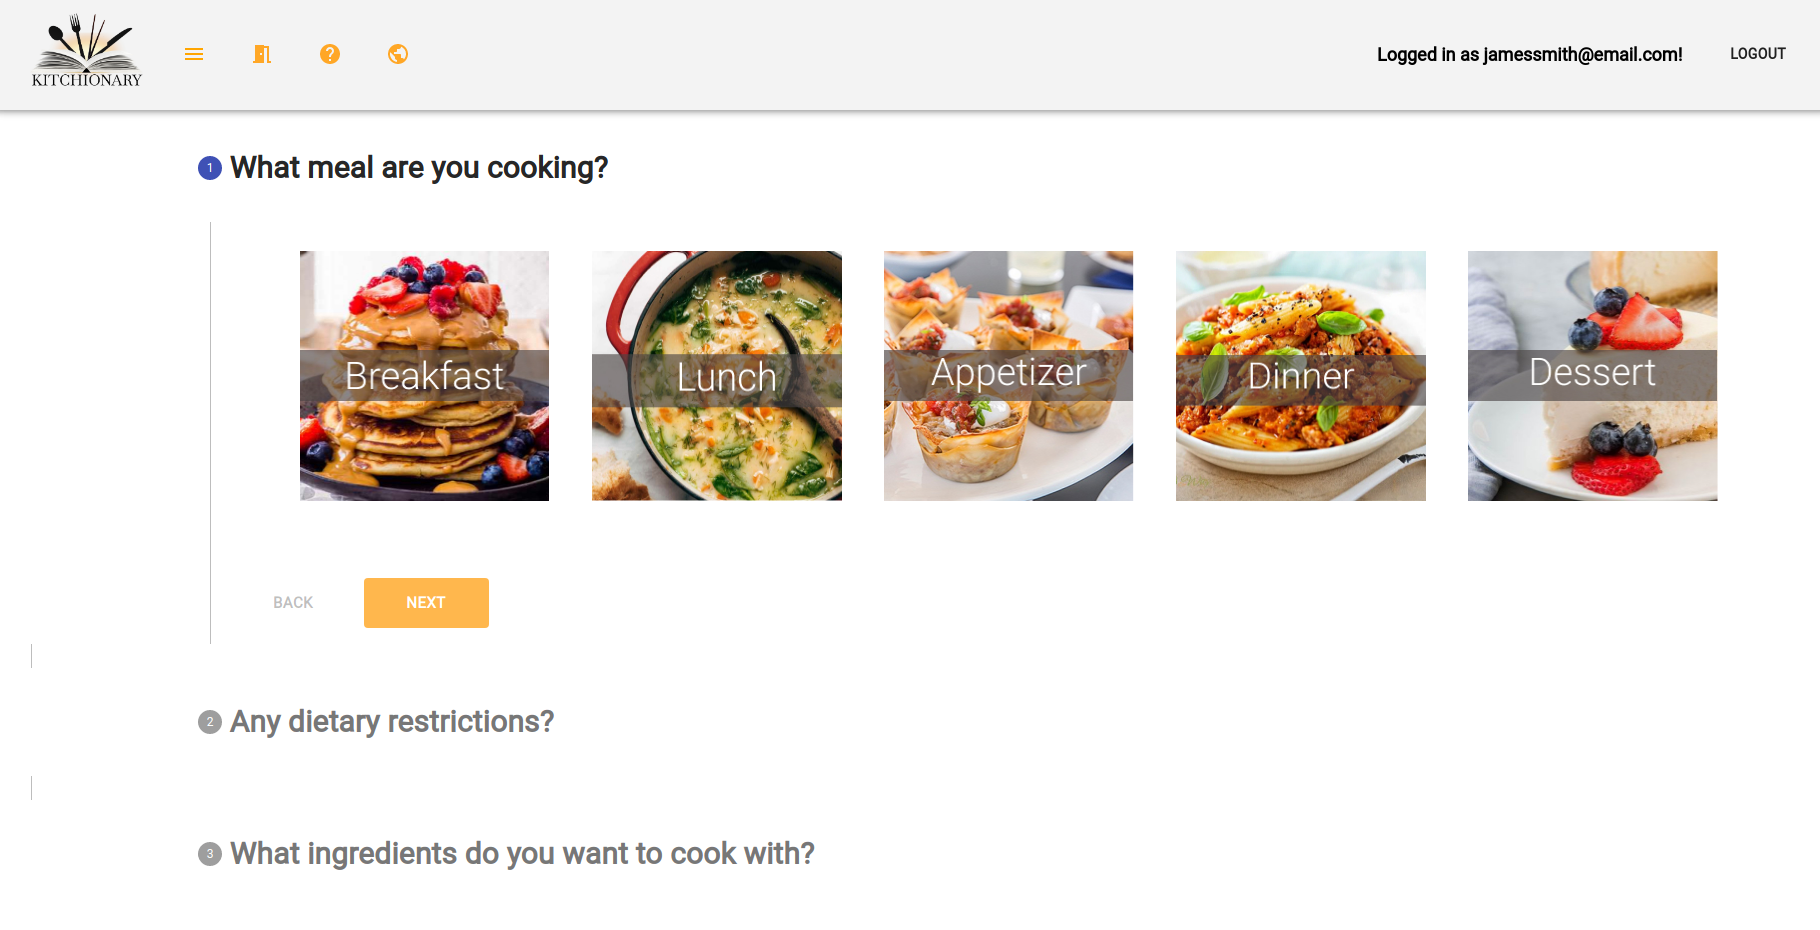 KITCHIONARY
Logged in as jamessmith@email.com!
LOGOUT
1 What meal are you cooking?
Breakfast
Lunch
Appetizer
Dinner
Dessert
BACK
NEXT
2 Any dietary restrictions?
3 What ingredients do you want to cook with?